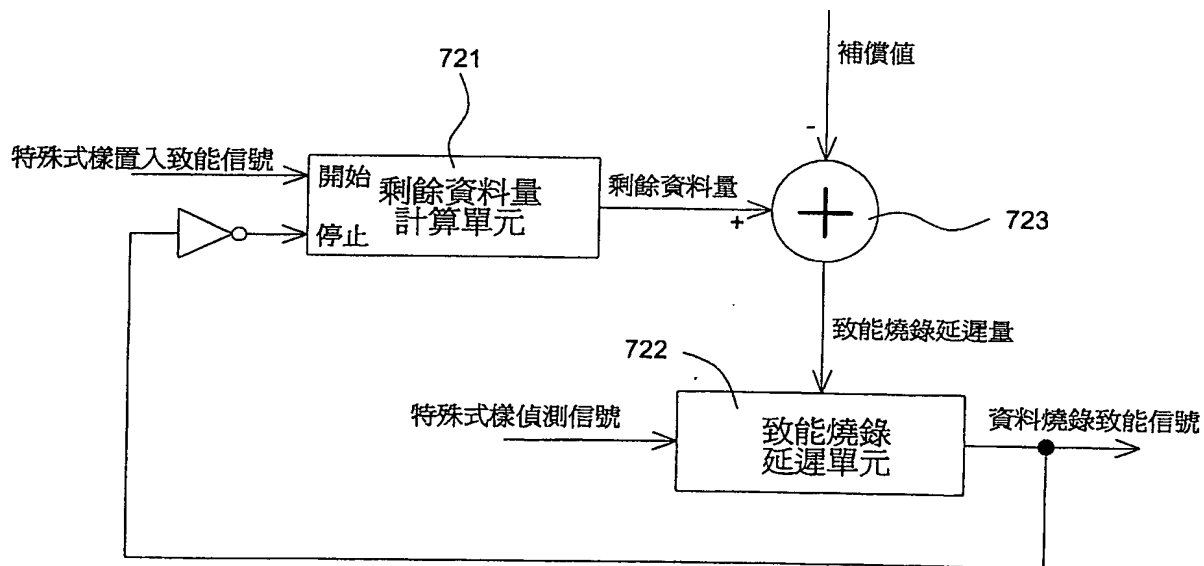 721
補償值
-
特殊式樣置入致能信號
開始
剩餘資料量
計算單元
停止
剩餘資料量
+
723
致能燒錄延遲量
722
特殊式樣偵測信號
致能燒錄
延遲單元
資料燒錄致能信號